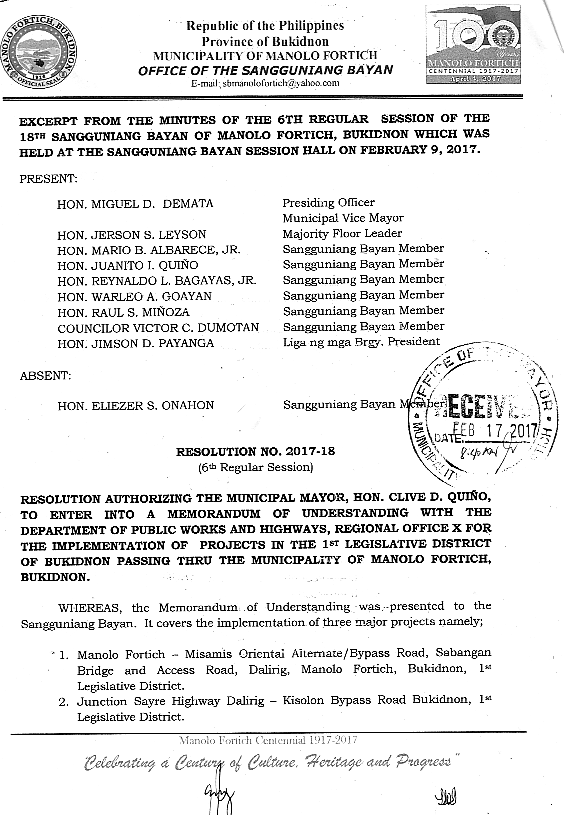 Republic of the Philippines
Province of Bukidnon
MUNICIPALITY OF MANOLO FORTICH
OFFICE OF THE SANGGUNIANG BAYAN
E-mail: sbmanolofortich@yahoo.com
MANOLO FORTICH, BUKIDNON
OFFICIAL SEAL
100
MANOLO FORTICH
CENTENNIAL 1917-2017
EXCERPT FROM THE MINUTES OF THE 6TH REGULAR SESSION OF THE
18TH SANGGUNIANG BAYAN OF MANOLO FORTICH, BUKIDNON WHICH WAS
HELD AT THE SANGGUNIANG BAYAN SESSION HALL ON FEBRUARY 9, 2017.
PRESENT:
HON. MIGUEL D. DEMATA Presiding Officer
Municipal Vice Mayor
HON. JERSON S. LEYSON Majority Floor Leader
HON. MARIO B. ALBARECE, JR. Sangguniang Bayan Member
HON. JUANITO I. QUIÑO Sangguniang Bayan Member
HON. REYNALDO L. BAGAYAS, JR. Sangguniang Bayan Member
HON. WARLEO A. GOAYAN Sangguniang Bayan Member
HON. RAUL S. MIÑOZA Sangguniang Bayan Member
COUNCILOR VICTOR C. DUMOTAN Sangguniang Bayan Member
HON. JIMSON D. PAYANGA Liga ng mga Brgy. President
ABSENT:
HON. ELIEZER S. ONAHON Sangguniang Bayan Member
OFFICE OF THE MAYOR
MUNICIPALITY
RECEIVED
DATE: FEB 17 2017
RESOLUTION NO. 2017-18
(6th Regular Session)
RESOLUTION AUTHORIZING THE MUNICIPAL MAYOR, HON. CLIVE D. QUIÑO,
TO ENTER INTO A MEMORANDUM OF UNDERSTANDING WITH THE
DEPARTMENT OF PUBLIC WORKS AND HIGHWAYS, REGIONAL OFFICE X FOR
THE IMPLEMENTATION OF PROJECTS IN THE 1ST LEGISLATIVE DISTRICT
OF BUKIDNON PASSING THRU THE MUNICIPALITY OF MANOLO FORTICH,
BUKIDNON.
WHEREAS, the Memorandum of Understanding was presented to the
Sangguniang Bayan. It covers the implementation of three major projects namely;
1. Manolo Fortich – Misamis Oriental Alternate/Bypass Road, Sabangan
Bridge and Access Road, Dalirig, Manolo Fortich, Bukidnon, 1st
Legislative District.
2. Junction Sayre Highway Dalirig – Kisolon Bypass Road Bukidnon, 1st
Legislative District.
Manolo Fortich Centennial 1917-2017
"Celebrating a Century of Culture, Heritage and Progress"